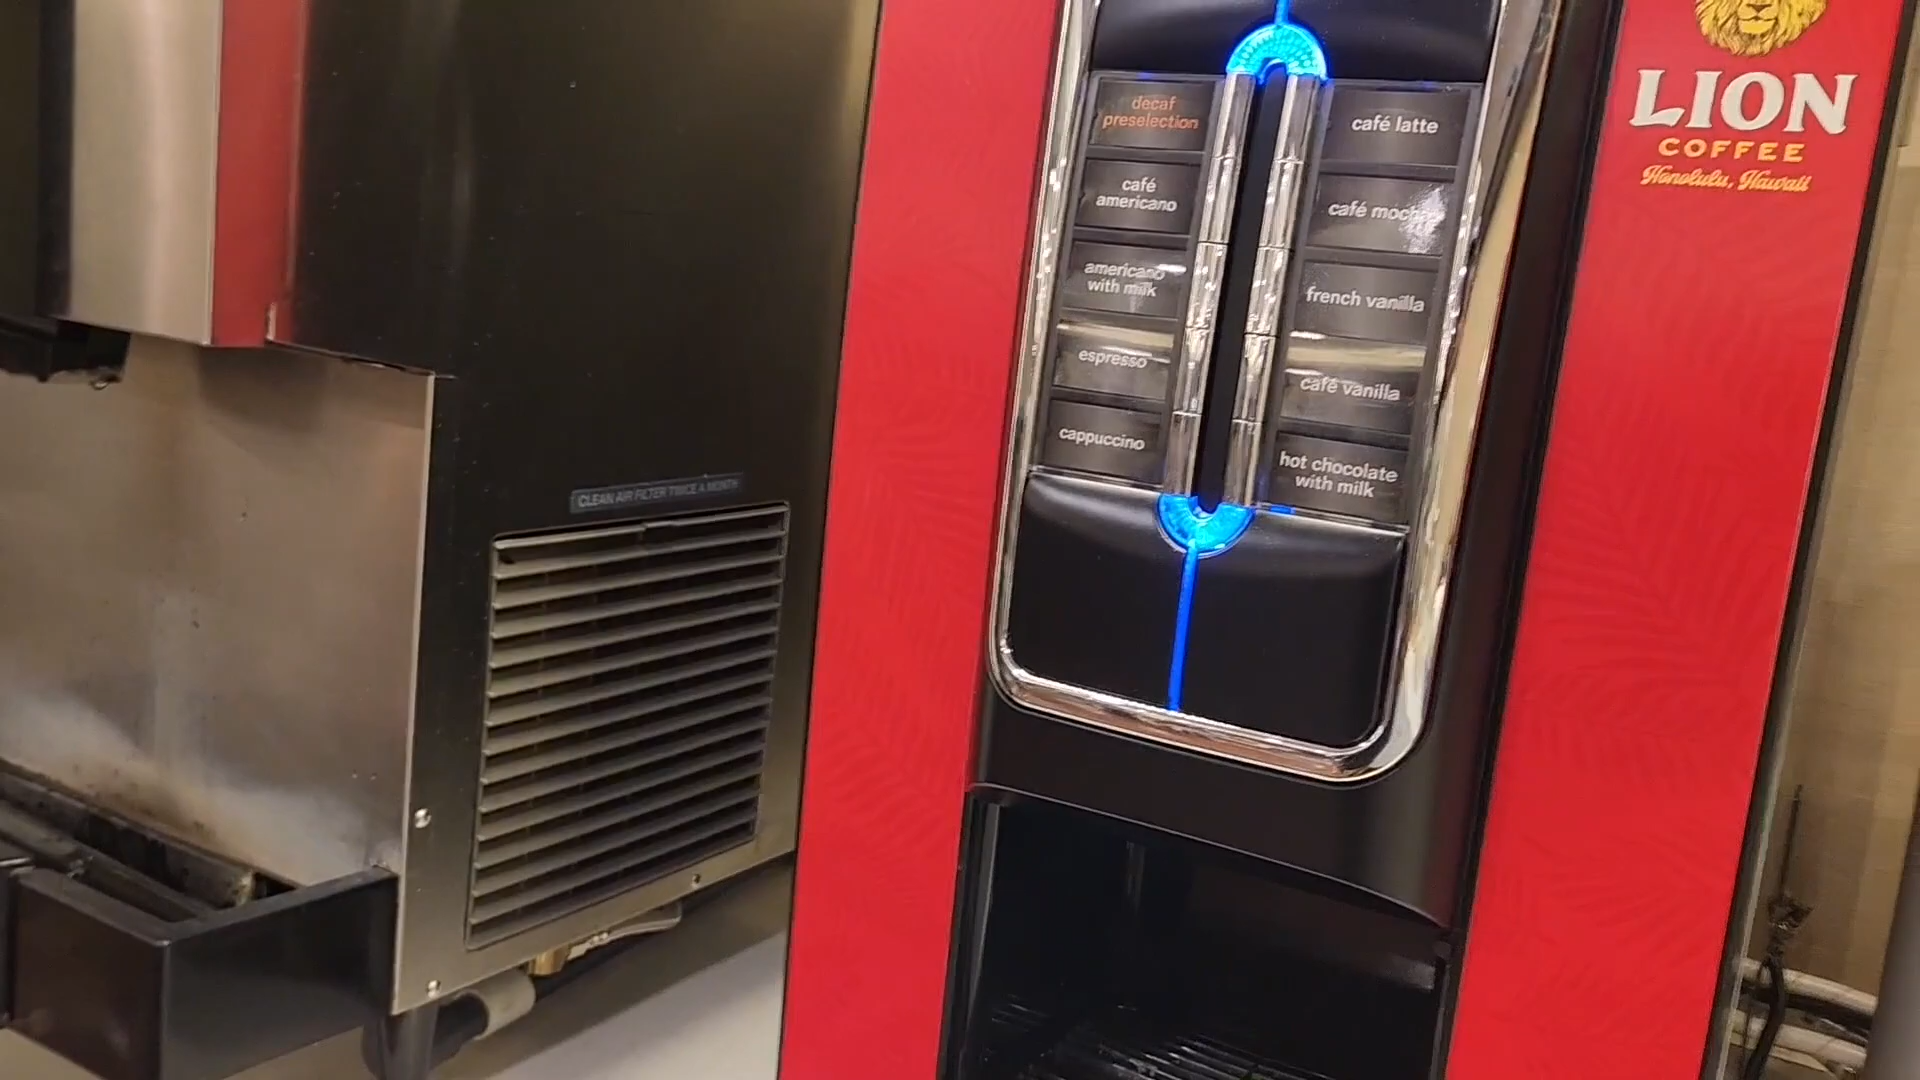 CLEAN AIR FILTER TWICE A MONTH
decaf
preselection
café
americano
americano
with milk
espresso
cappuccino
café latte
café mocha
french vanilla
café vanilla
hot chocolate
with milk
LION
COFFEE
Honolulu, Hawaii